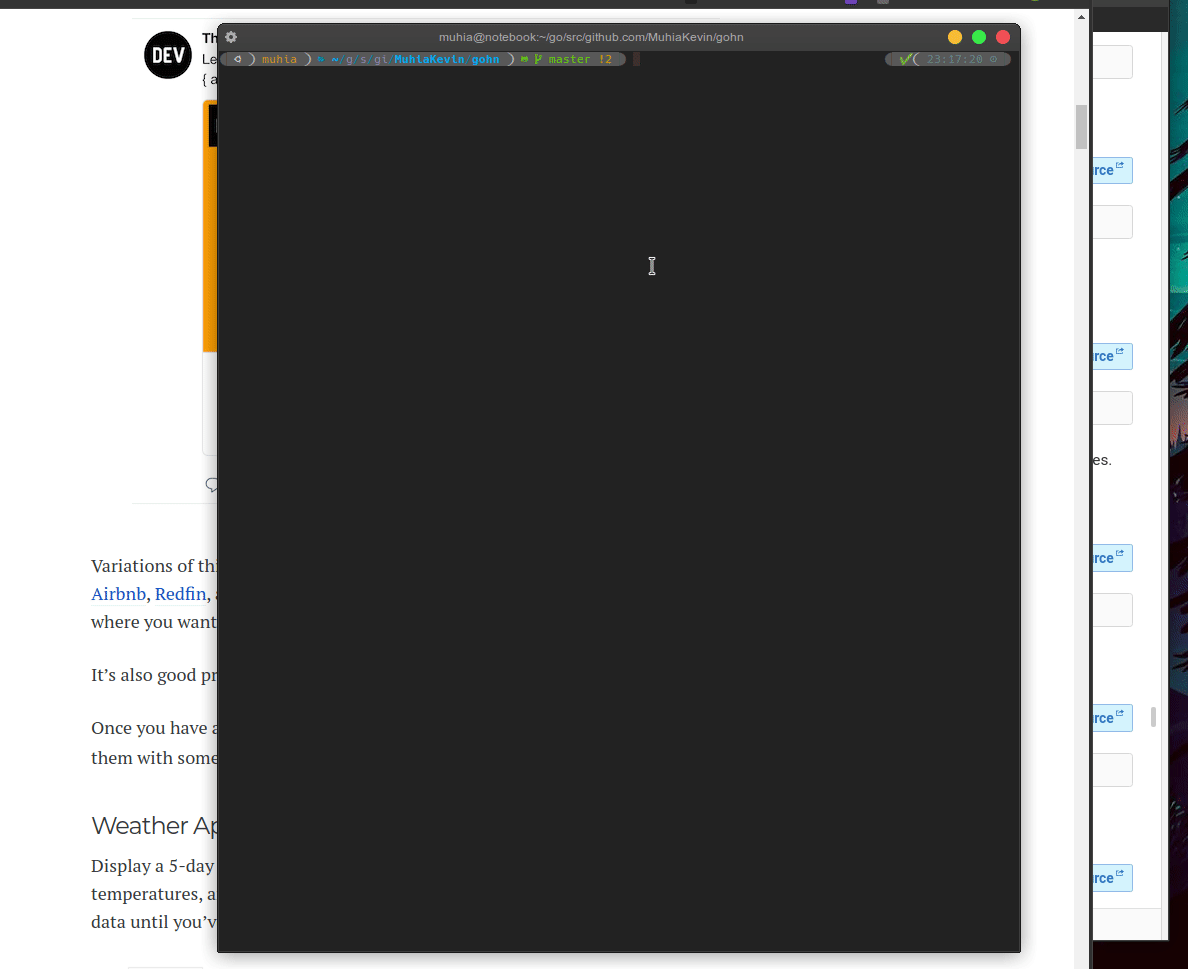 muhia@notebook:~/go/src/github.com/MuhiaKevin/gohn
muhia ~/g/s/gi/MuhiaKevin/gohn master !2
23:17:20
DEV
Th
Le
{ a
Variations of thi
Airbnb, Redfin,
where you want
It's also good pr
Once you have a
them with some
Weather Ap
Display a 5-day
temperatures, a
data until you'v
rce
rce
es.
rce
rce
rce